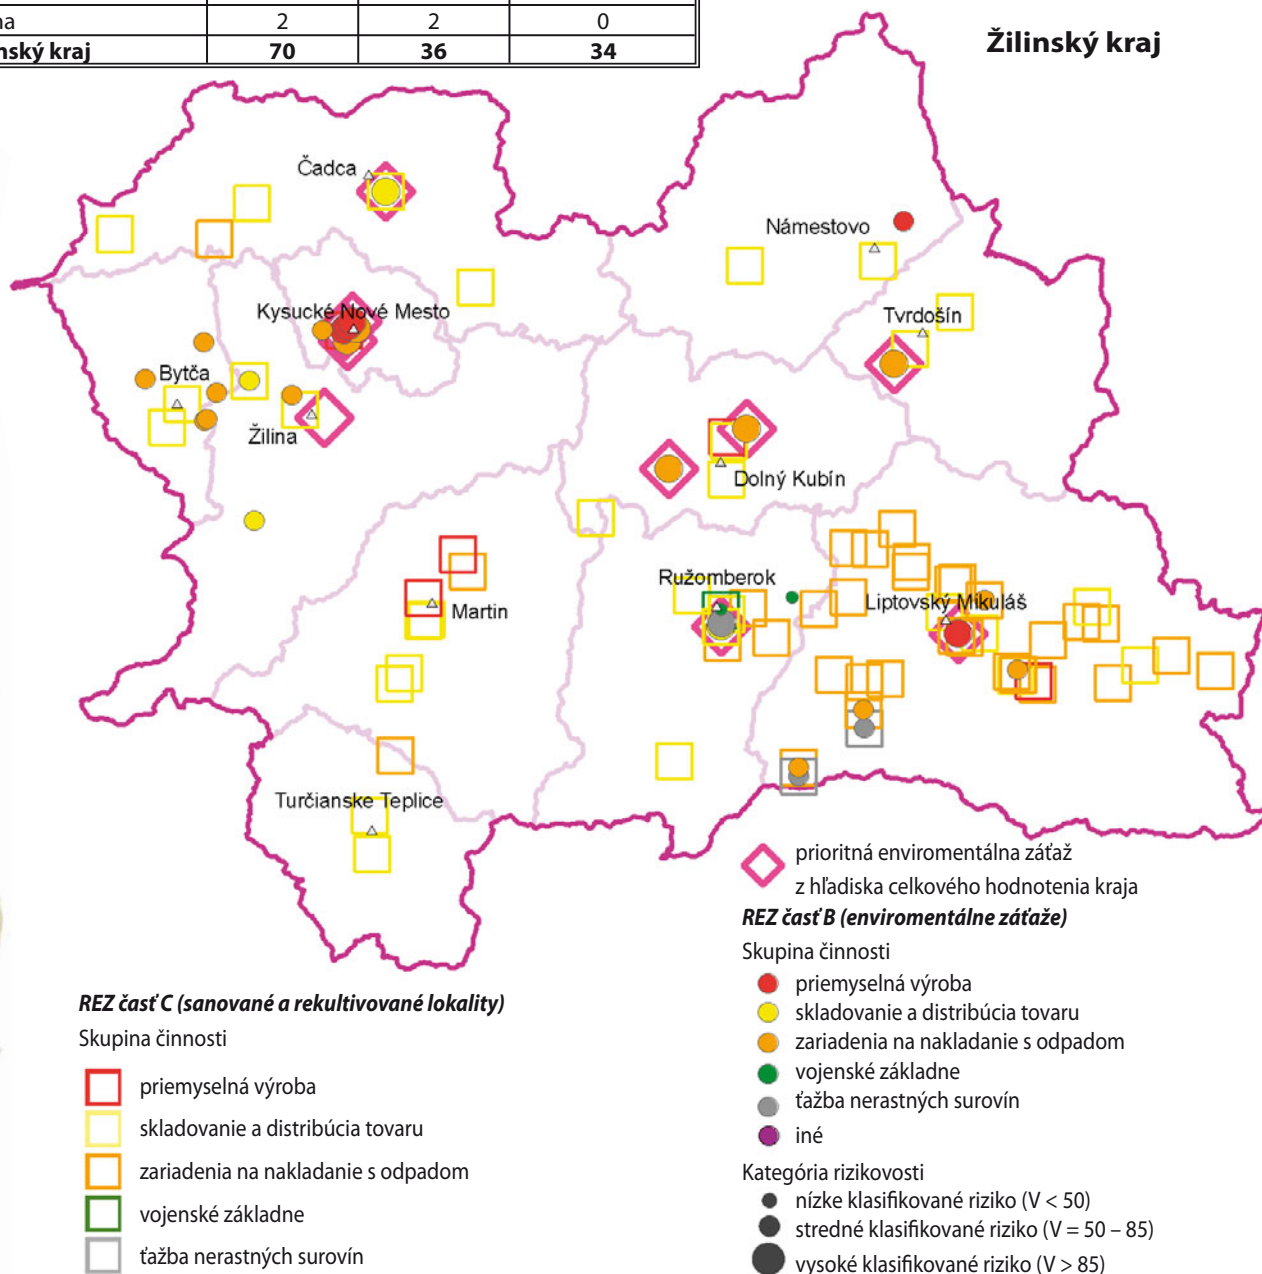 na 2 2 0
nský kraj 70 36 34
Žilinský kraj
Čadca
Námestovo
Kysucké Nové Mesto
Tvrdošín
Bytča
Žilina
Dolný Kubín
Ružomberok
Liptovský Mikuláš
Martin
Turčianske Teplice
prioritná enviromentálna záťaž
z hľadiska celkového hodnotenia kraja
REZ časť B (enviromentálne záťaže)
Skupina činnosti
priemyselná výroba
skladovanie a distribúcia tovaru
zariadenia na nakladanie s odpadom
vojenské základne
ťažba nerastných surovín
iné
Kategória rizikovosti
nízke klasifikované riziko (V < 50)
stredné klasifikované riziko (V = 50 – 85)
vysoké klasifikované riziko (V > 85)
REZ časť C (sanované a rekultivované lokality)
Skupina činnosti
priemyselná výroba
skladovanie a distribúcia tovaru
zariadenia na nakladanie s odpadom
vojenské základne
ťažba nerastných surovín